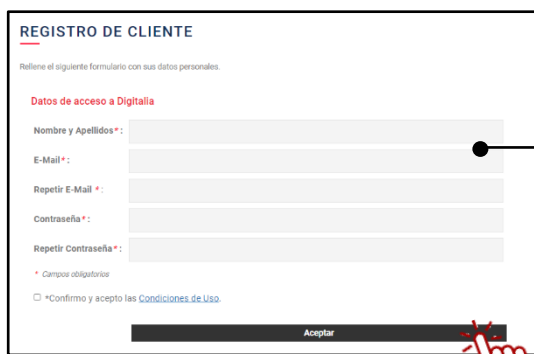 REGISTRO DE CLIENTE
Rellene el siguiente formulario con sus datos personales.
Datos de acceso a Digitalia
Nombre y Apellidos* :
E-Mail* :
Repetir E-Mail * :
Contraseña* :
Repetir Contraseña* :
* Campos obligatorios
*Confirmo y acepto las Condiciones de Uso.
Aceptar